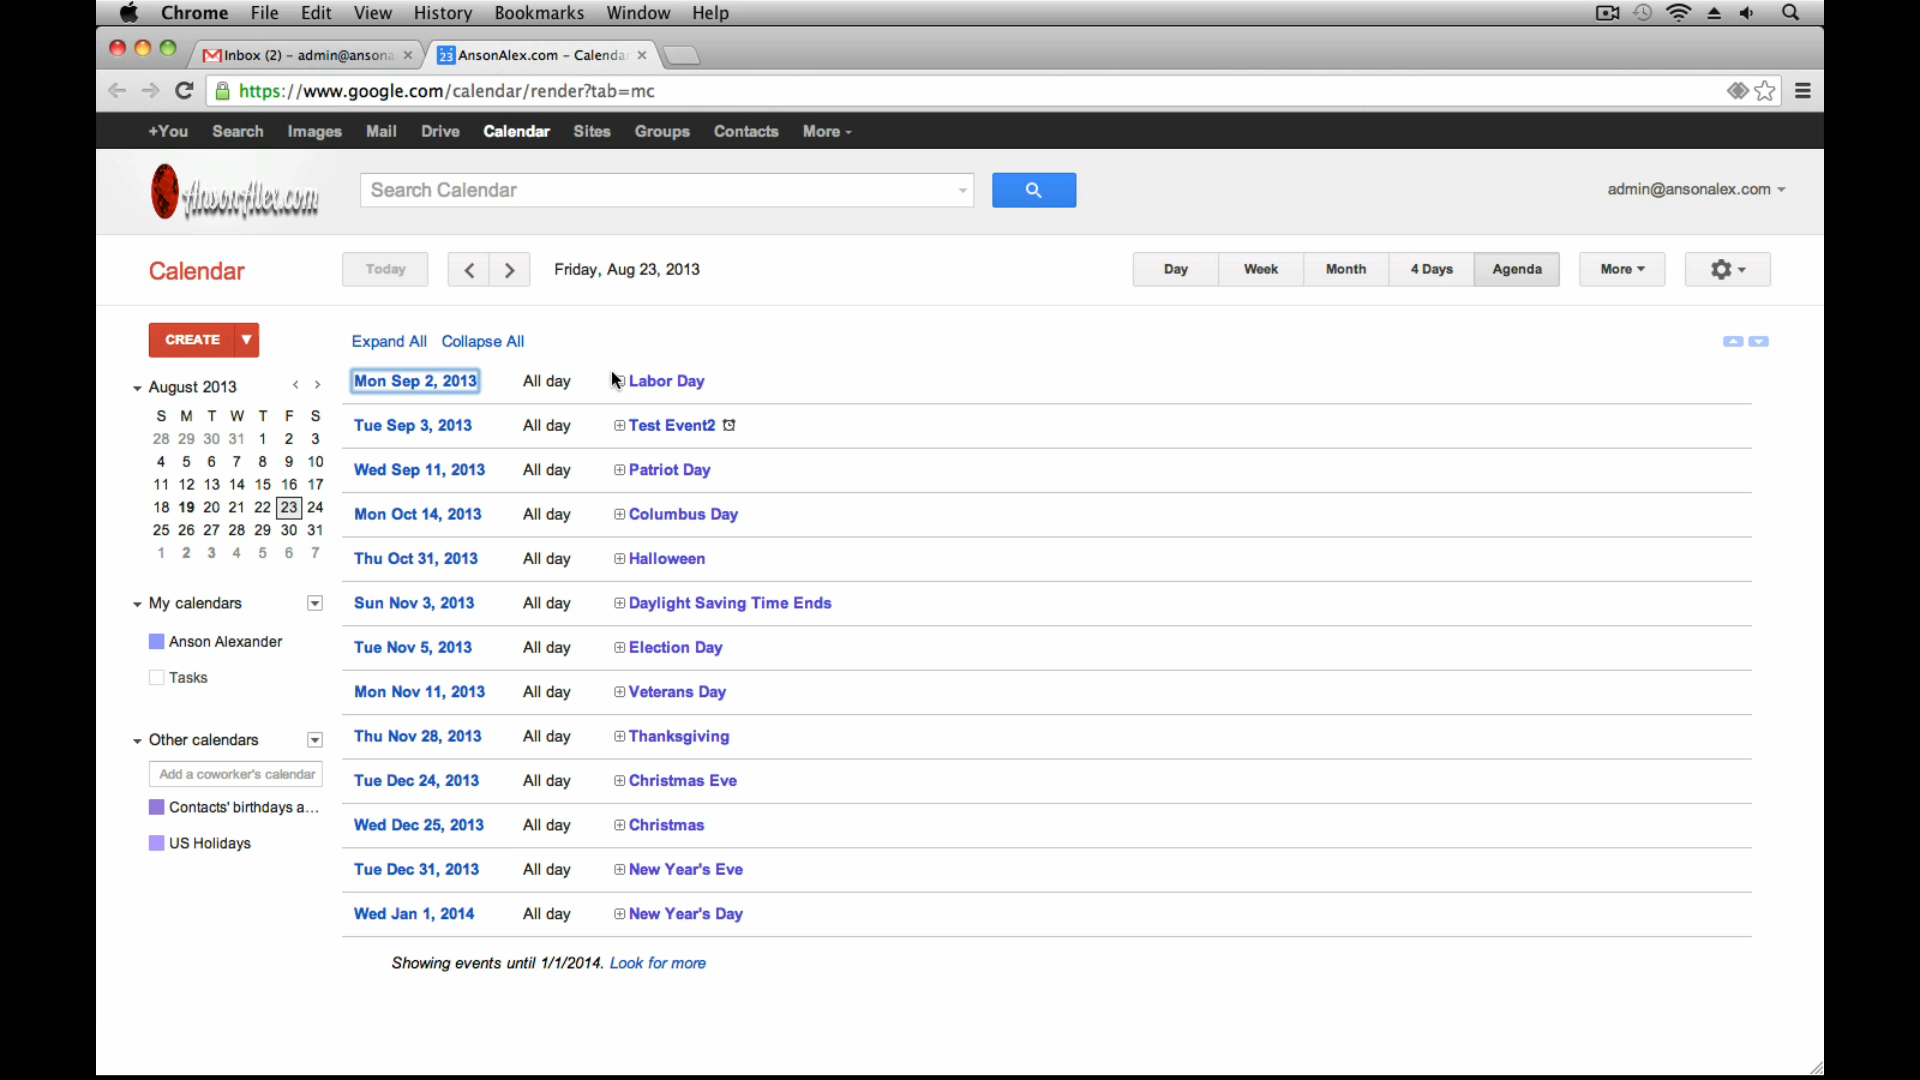 Chrome File Edit View History Bookmarks Window Help
Inbox (2) – admin@ansona
AnsonAlex.com – Calenda
https://www.google.com/calendar/render?tab=mc
+You Search Images Mail Drive Calendar Sites Groups Contacts More
AnsonAlex.com
Search Calendar
admin@ansonalex.com
Calendar
Today
Friday, Aug 23, 2013
Day Week Month 4 Days Agenda More
CREATE
Expand All Collapse All
August 2013
S M T W T F S
28 29 30 31 1 2 3
4 5 6 7 8 9 10
11 12 13 14 15 16 17
18 19 20 21 22 23 24
25 26 27 28 29 30 31
1 2 3 4 5 6 7
My calendars
Anson Alexander
Tasks
Other calendars
Add a coworker's calendar
Contacts' birthdays a...
US Holidays
Mon Sep 2, 2013 All day Labor Day
Tue Sep 3, 2013 All day Test Event2
Wed Sep 11, 2013 All day Patriot Day
Mon Oct 14, 2013 All day Columbus Day
Thu Oct 31, 2013 All day Halloween
Sun Nov 3, 2013 All day Daylight Saving Time Ends
Tue Nov 5, 2013 All day Election Day
Mon Nov 11, 2013 All day Veterans Day
Thu Nov 28, 2013 All day Thanksgiving
Tue Dec 24, 2013 All day Christmas Eve
Wed Dec 25, 2013 All day Christmas
Tue Dec 31, 2013 All day New Year's Eve
Wed Jan 1, 2014 All day New Year's Day
Showing events until 1/1/2014. Look for more